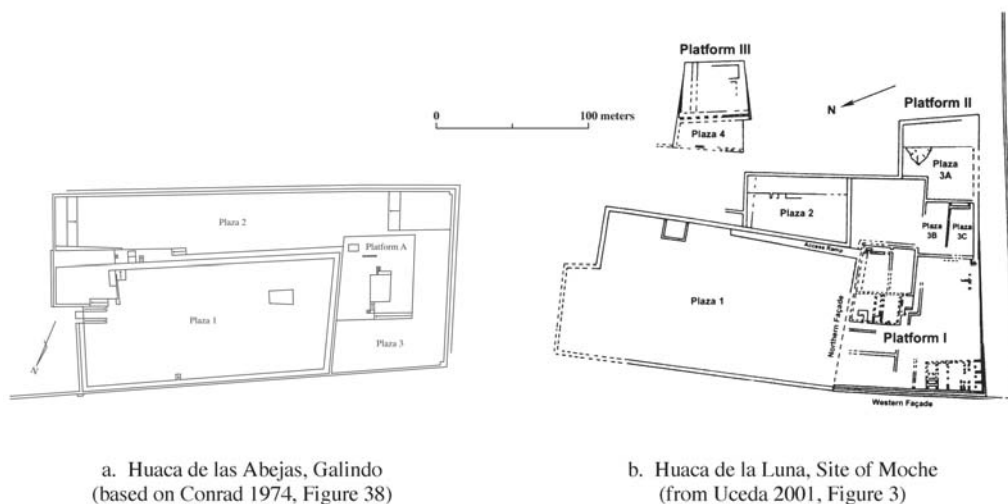 Platform III
0
100 meters
N
Platform II
Plaza 4
Plaza
3A
Plaza 2
Plaza 2
Plaza
3B
Plaza
3C
Platform A
Access Ramp
Plaza 1
Plaza 1
Northern Façade
Platform I
Plaza 3
N
Western Façade
a. Huaca de las Abejas, Galindo
(based on Conrad 1974, Figure 38)
b. Huaca de la Luna, Site of Moche
(from Uceda 2001, Figure 3)